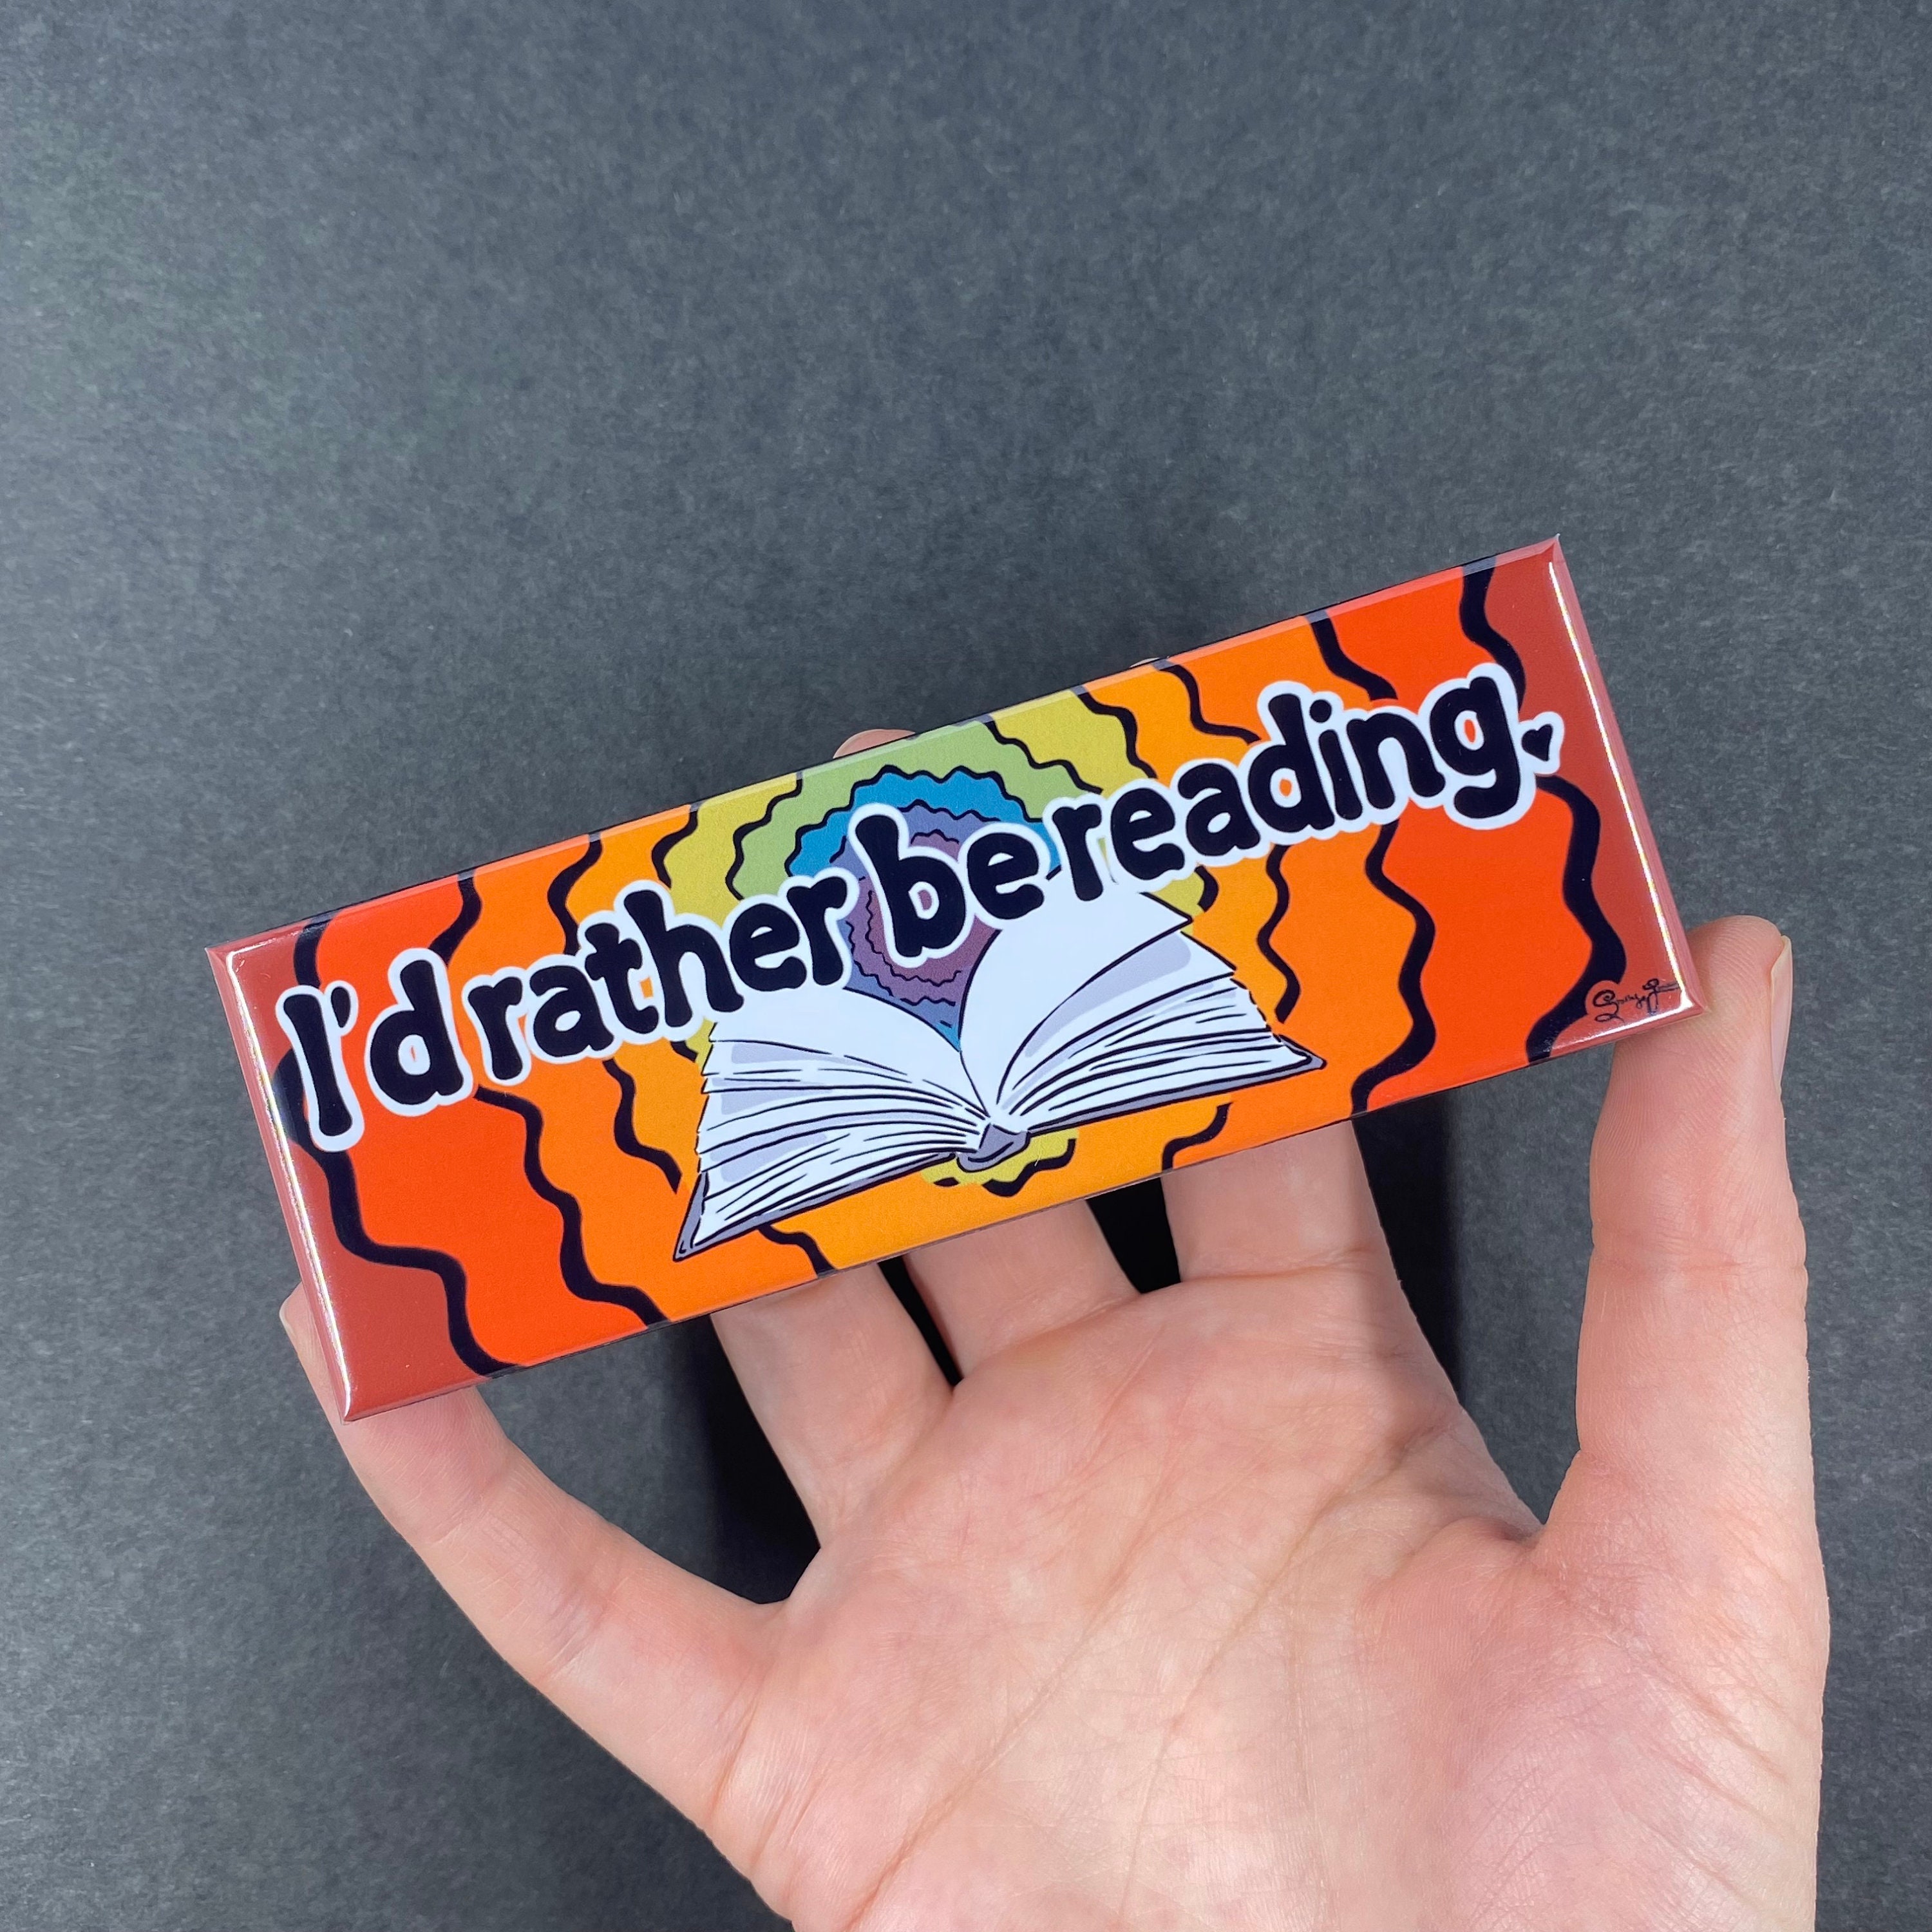 I'd rather be reading.